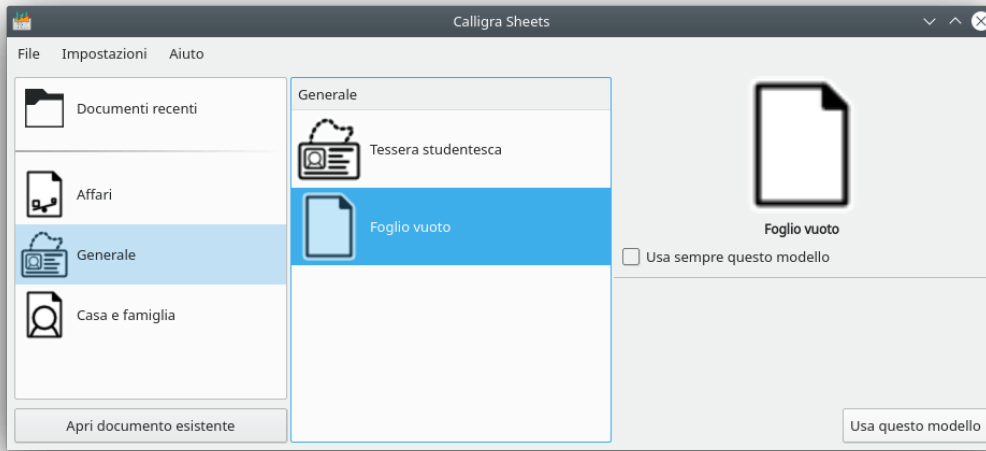 Calligra Sheets
File Impostazioni Aiuto
Documenti recenti
Affari
Generale
Casa e famiglia
Apri documento esistente
Generale
Tessera studentesca
Foglio vuoto
Foglio vuoto
Usa sempre questo modello
Usa questo modello